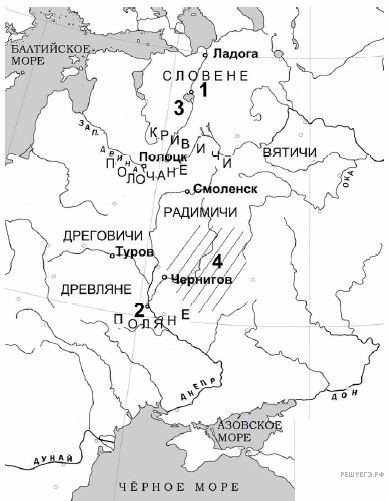 БАЛТИЙСКОЕ
МОРЕ
Ладога
СЛОВЕНЕ
1
3
КРИВИЧИ
ЗАП. ДВИНА
Полоцк
ПОЛОЧАНЕ
ВЯТИЧИ
ОКА
Смоленск
РАДИМИЧИ
ДРЕГОВИЧИ
Туров
4
Чернигов
ДРЕВЛЯНЕ
2
ПОЛЯНЕ
ДНЕПР
ДОН
АЗОВСКОЕ
МОРЕ
ДУНАЙ
ЧЁРНОЕ МОРЕ
РЕШУЕГЭ.РФ